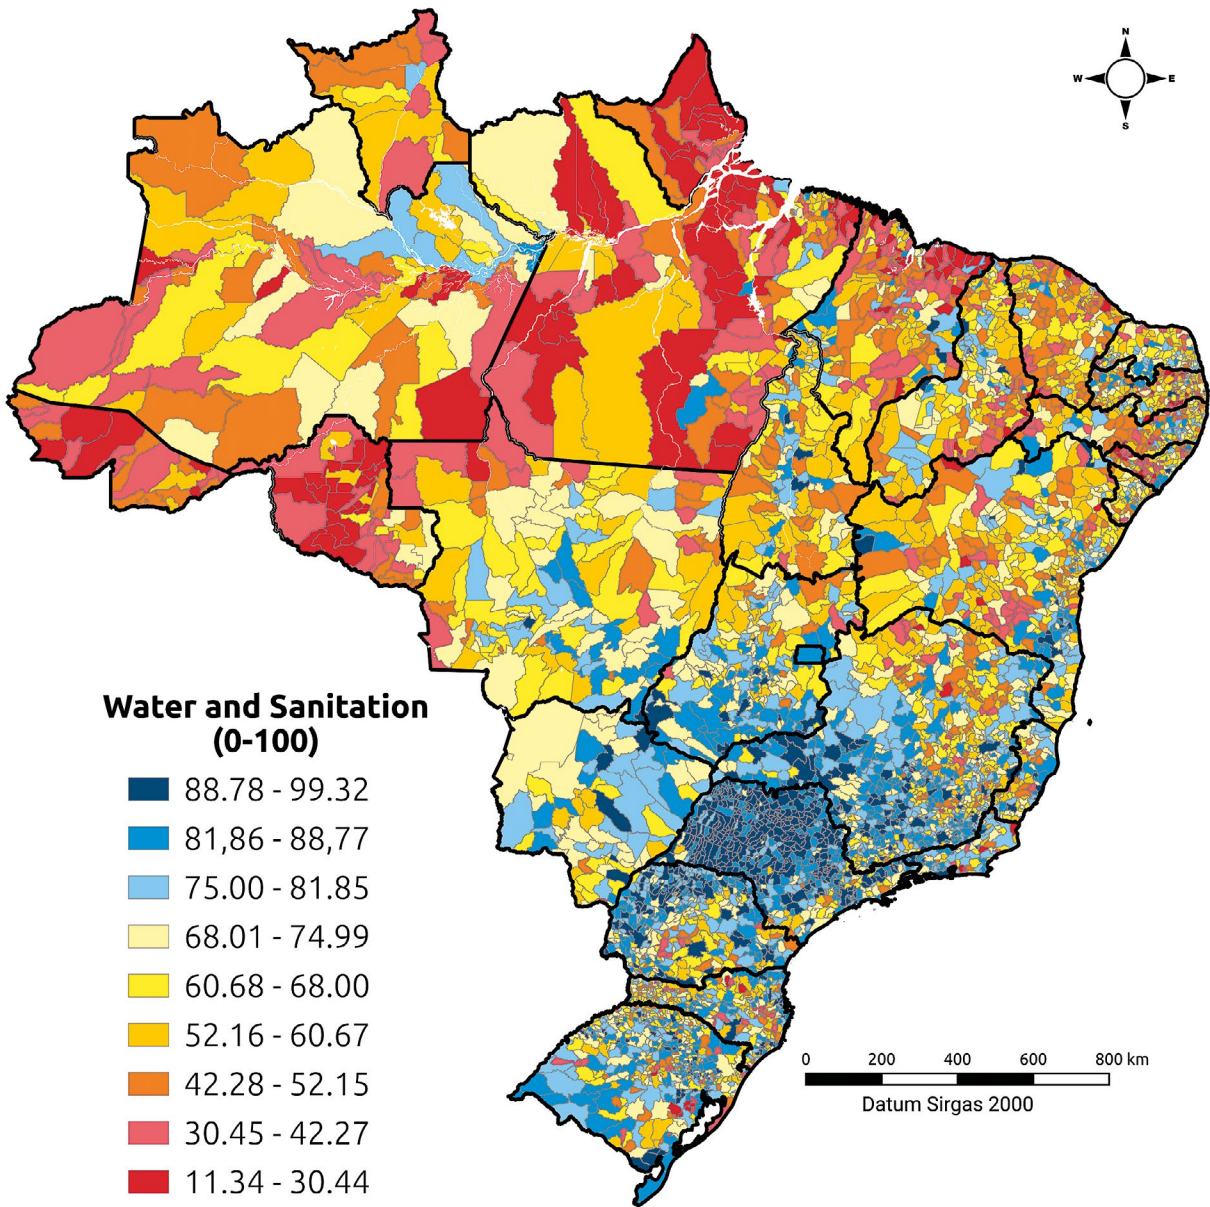 N
W E
S
Water and Sanitation
(0-100)
88.78 - 99.32
81,86 - 88,77
75.00 - 81.85
68.01 - 74.99
60.68 - 68.00
52.16 - 60.67
42.28 - 52.15
30.45 - 42.27
11.34 - 30.44
0 200 400 600 800 km
Datum Sirgas 2000